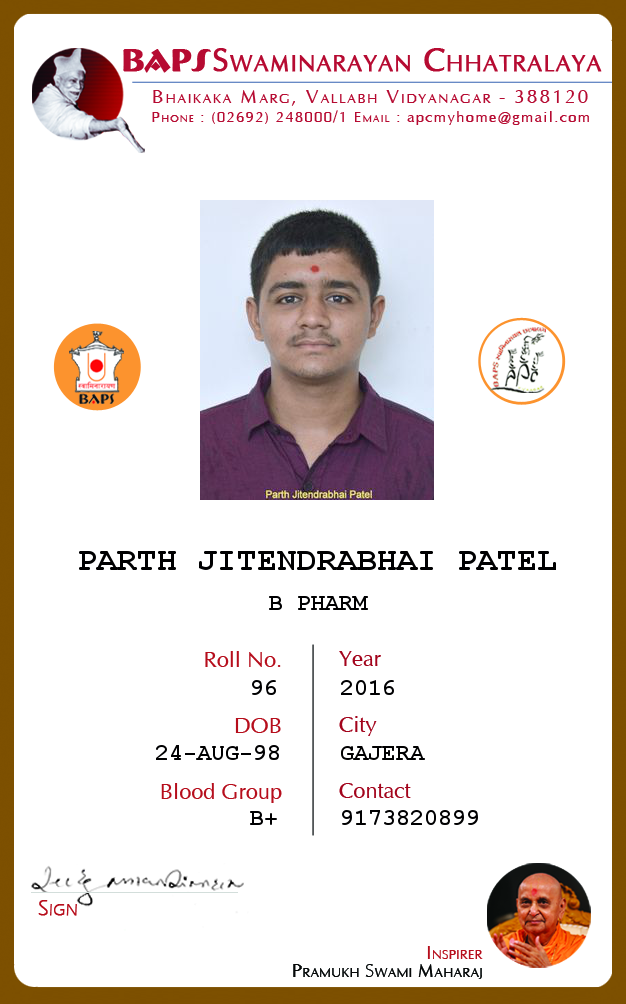 BAPS SWAMINARAYAN CHHATRALAYA
BHAIKAKA MARG, VALLABH VIDYANAGAR - 388120
PHONE : (02692) 248000/1 EMAIL : apcmyhome@gmail.com
स्वामिनारायण
BAPS
Parth Jitendrabhai Patel
PARTH JITENDRABHAI PATEL
B PHARM
Roll No.
96
Year
2016
DOB
24-AUG-98
City
GAJERA
Blood Group
B+
Contact
9173820899
SIGN
INSPIRER
PRAMUKH SWAMI MAHARAJ